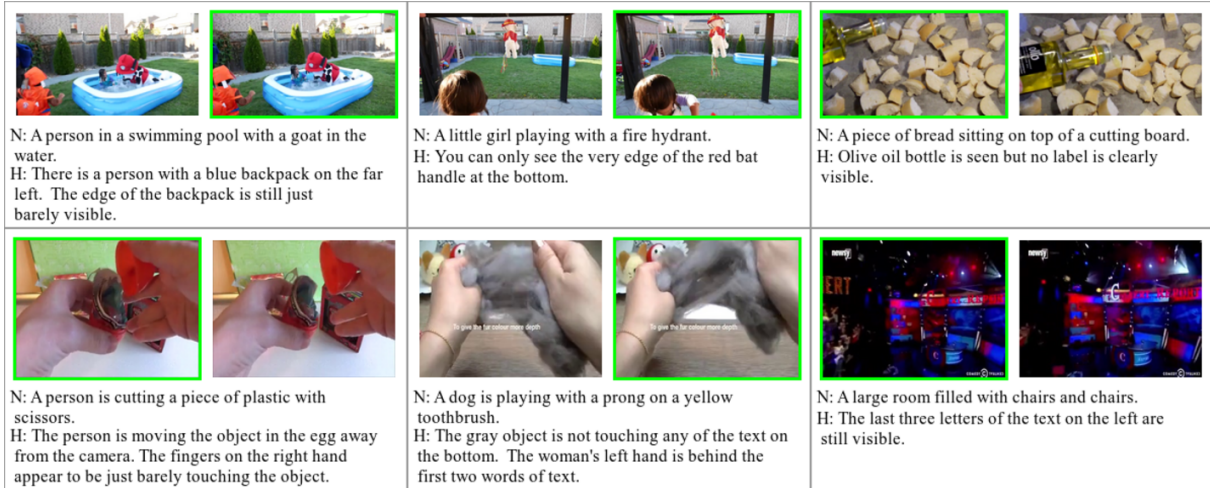 N: A person in a swimming pool with a goat in the
water.
H: There is a person with a blue backpack on the far
left. The edge of the backpack is still just
barely visible.
N: A little girl playing with a fire hydrant.
H: You can only see the very edge of the red bat
handle at the bottom.
N: A piece of bread sitting on top of a cutting board.
H: Olive oil bottle is seen but no label is clearly
visible.
N: A person is cutting a piece of plastic with
scissors.
H: The person is moving the object in the egg away
from the camera. The fingers on the right hand
appear to be just barely touching the object.
To give the fur colour more depth
To give the fur colour more depth
N: A dog is playing with a prong on a yellow
toothbrush.
H: The gray object is not touching any of the text on
the bottom. The woman's left hand is behind the
first two words of text.
newsy
newsy
ERT
C
C
COMEDY CENTRAL
COMEDY CENTRAL
N: A large room filled with chairs and chairs.
H: The last three letters of the text on the left are
still visible.